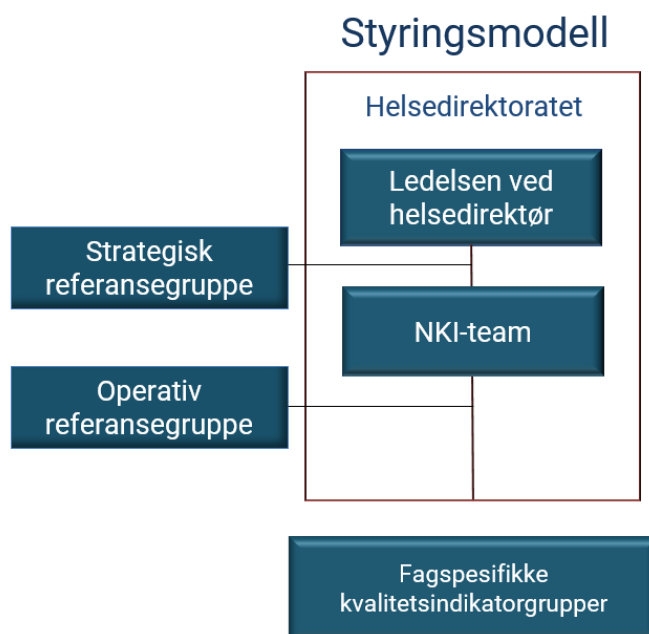 Styringsmodell
Helsedirektoratet
Ledelsen ved
helsedirektør
Strategisk
referansegruppe
NKI-team
Operativ
referansegruppe
Fagspesifikke
kvalitetsindikatorgrupper